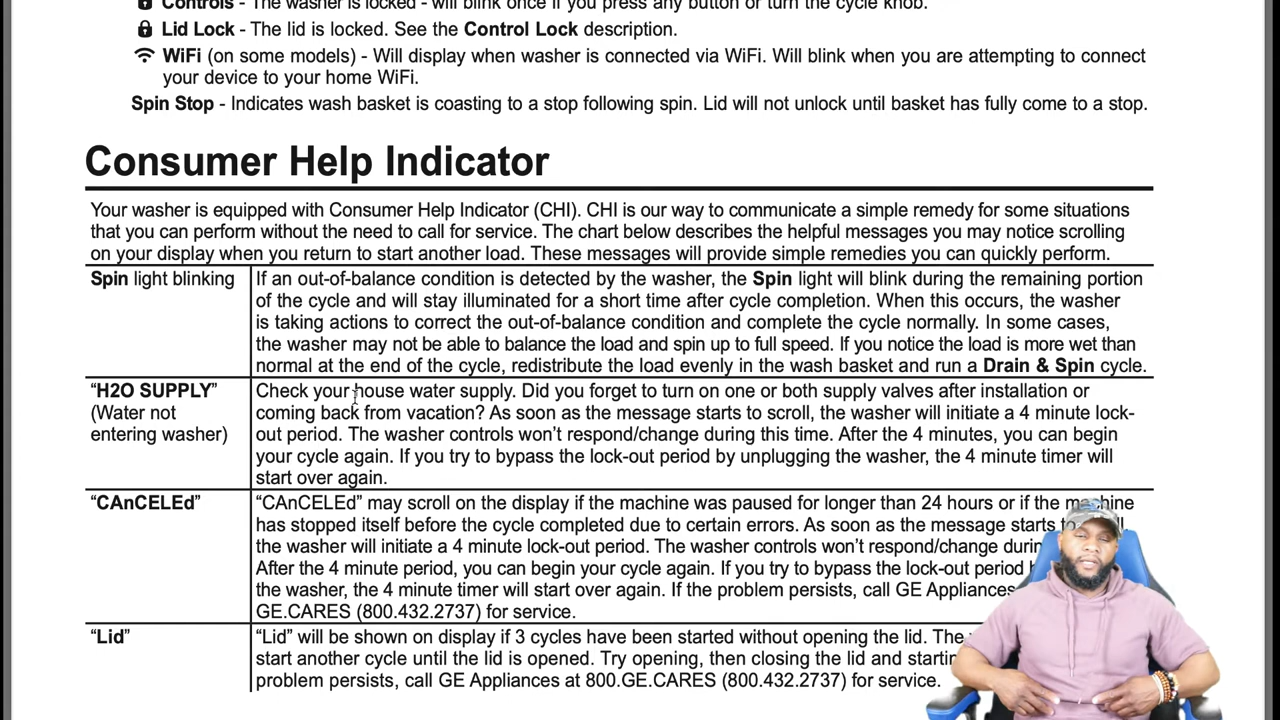 Controls - The washer is locked - will blink once if you press any button or turn the cycle knob.
Lid Lock - The lid is locked. See the Control Lock description.
WiFi (on some models) - Will display when washer is connected via WiFi. Will blink when you are attempting to connect
your device to your home WiFi.
Spin Stop - Indicates wash basket is coasting to a stop following spin. Lid will not unlock until basket has fully come to a stop.
Consumer Help Indicator
Your washer is equipped with Consumer Help Indicator (CHI). CHI is our way to communicate a simple remedy for some situations
that you can perform without the need to call for service. The chart below describes the helpful messages you may notice scrolling
on your display when you return to start another load. These messages will provide simple remedies you can quickly perform.
Spin light blinking
If an out-of-balance condition is detected by the washer, the Spin light will blink during the remaining portion
of the cycle and will stay illuminated for a short time after cycle completion. When this occurs, the washer
is taking actions to correct the out-of-balance condition and complete the cycle normally. In some cases,
the washer may not be able to balance the load and spin up to full speed. If you notice the load is more wet than
normal at the end of the cycle, redistribute the load evenly in the wash basket and run a Drain & Spin cycle.
“H2O SUPPLY”
(Water not
entering washer)
Check your house water supply. Did you forget to turn on one or both supply valves after installation or
coming back from vacation? As soon as the message starts to scroll, the washer will initiate a 4 minute lock-
out period. The washer controls won’t respond/change during this time. After the 4 minutes, you can begin
your cycle again. If you try to bypass the lock-out period by unplugging the washer, the 4 minute timer will
start over again.
“CAnCELEd”
“CAnCELEd” may scroll on the display if the machine was paused for longer than 24 hours or if the machine
has stopped itself before the cycle completed due to certain errors. As soon as the message starts
the washer will initiate a 4 minute lock-out period. The washer controls won’t respond/change
After the 4 minute period, you can begin your cycle again. If you try to bypass the lock-out period
the washer, the 4 minute timer will start over again. If the problem persists, call GE Appliances
GE.CARES (800.432.2737) for service.
“Lid”
“Lid” will be shown on display if 3 cycles have been started without opening the lid. The
start another cycle until the lid is opened. Try opening, then closing the lid and
problem persists, call GE Appliances at 800.GE.CARES (800.432.2737) for service.